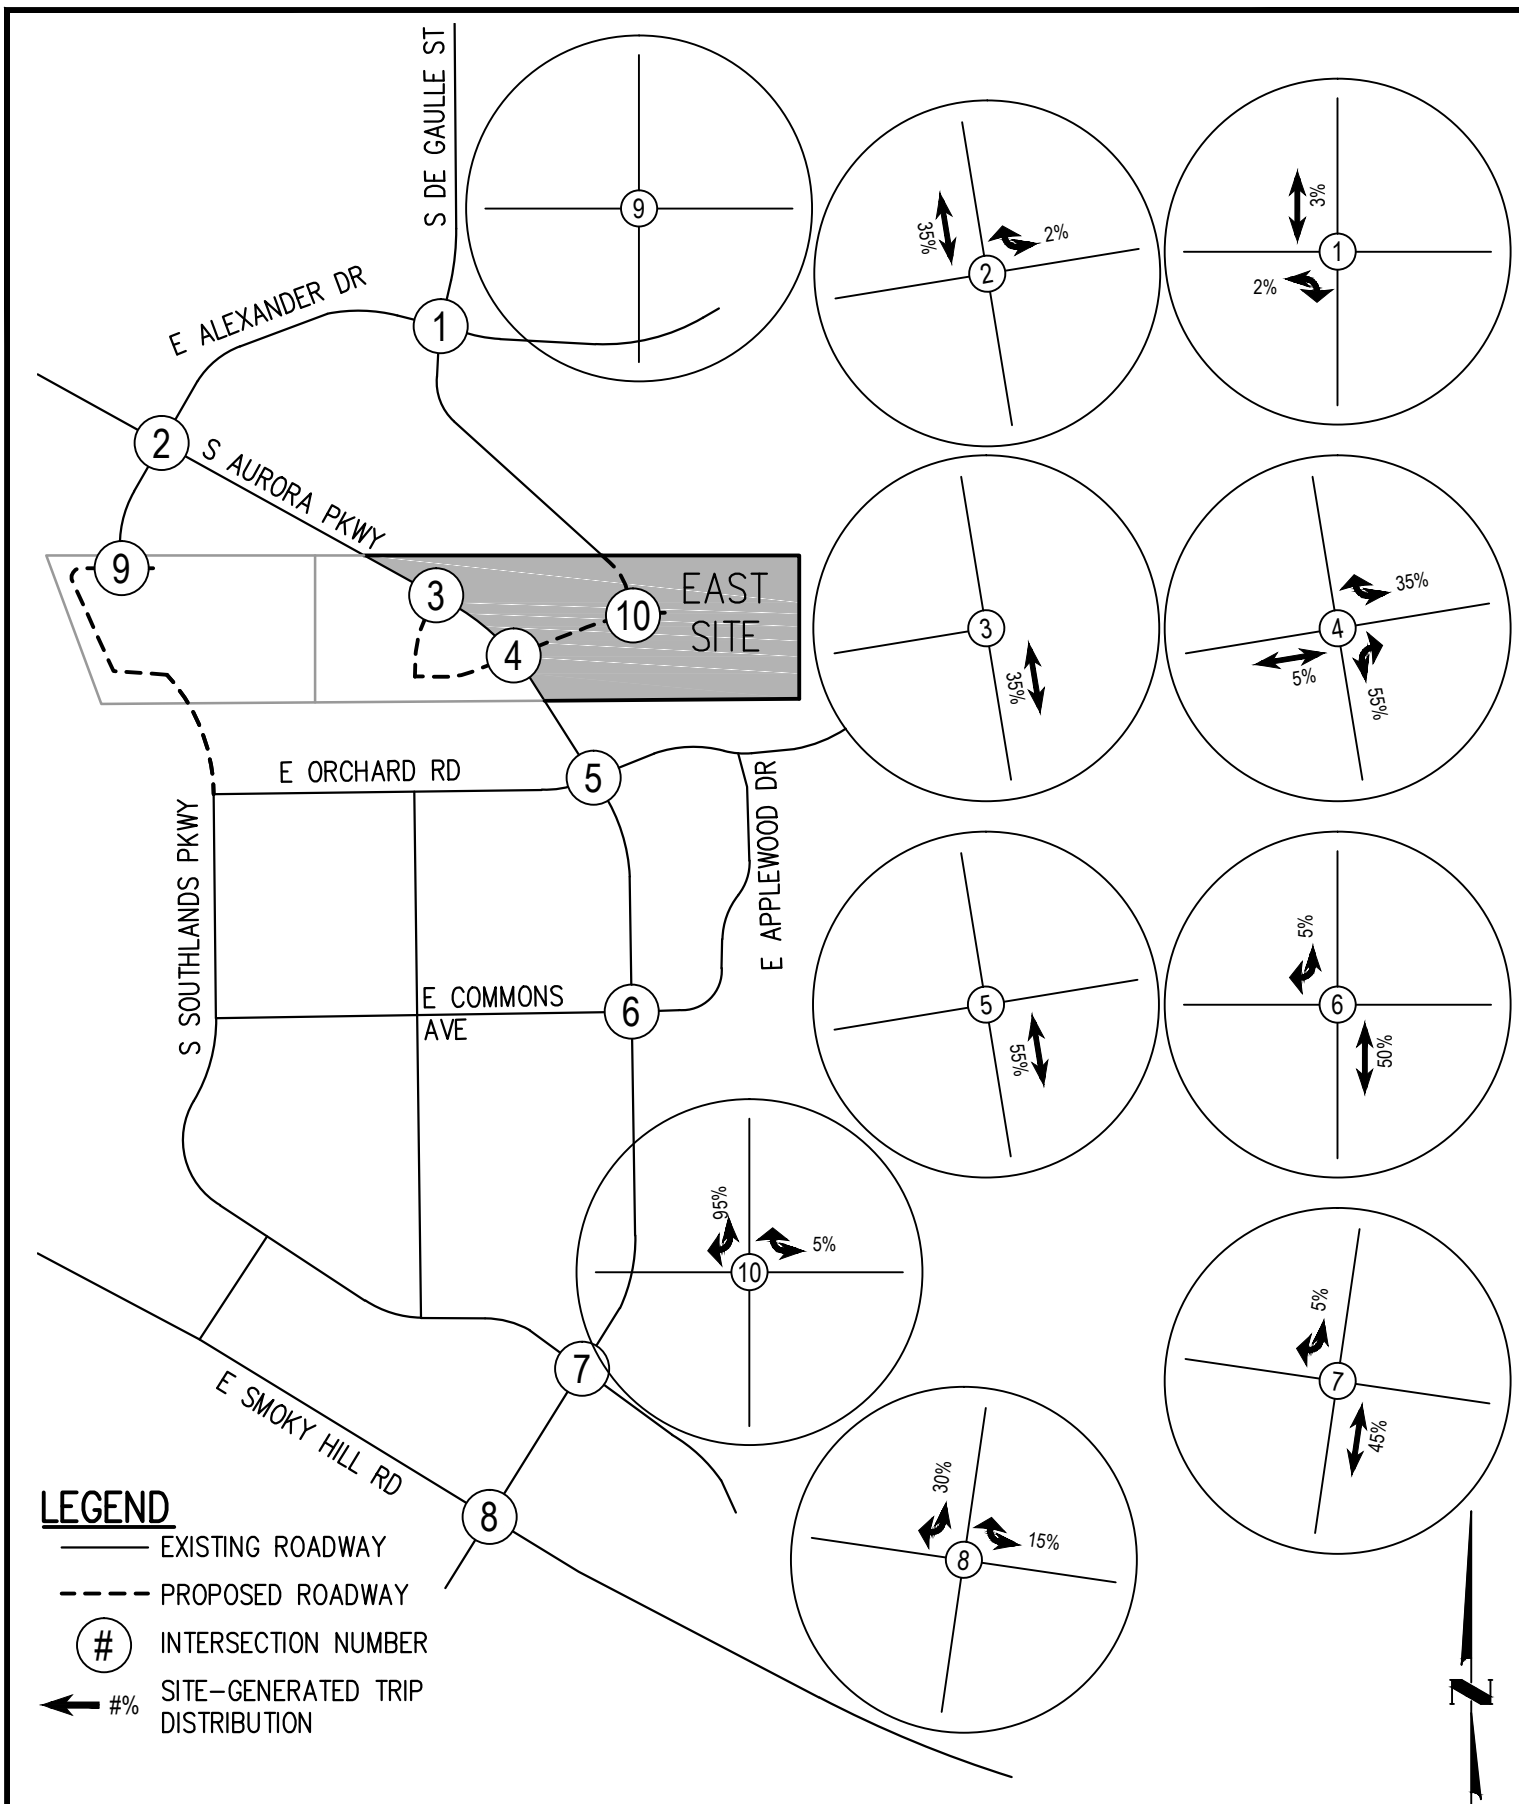 S DE GAULLE ST
E ALEXANDER DR
S AURORA PKWY
EAST
SITE
E ORCHARD RD
S SOUTHLANDS PKWY
E APPLEWOOD DR
E COMMONS
AVE
E SMOKY HILL RD
1
2
3
4
5
6
7
8
9
10
9
2
35%
2%
1
3%
2%
3
35%
4
35%
5%
55%
5
55%
6
5%
50%
10
95%
5%
7
5%
45%
8
30%
15%
LEGEND
EXISTING ROADWAY
PROPOSED ROADWAY
# INTERSECTION NUMBER
#% SITE-GENERATED TRIP
DISTRIBUTION
N